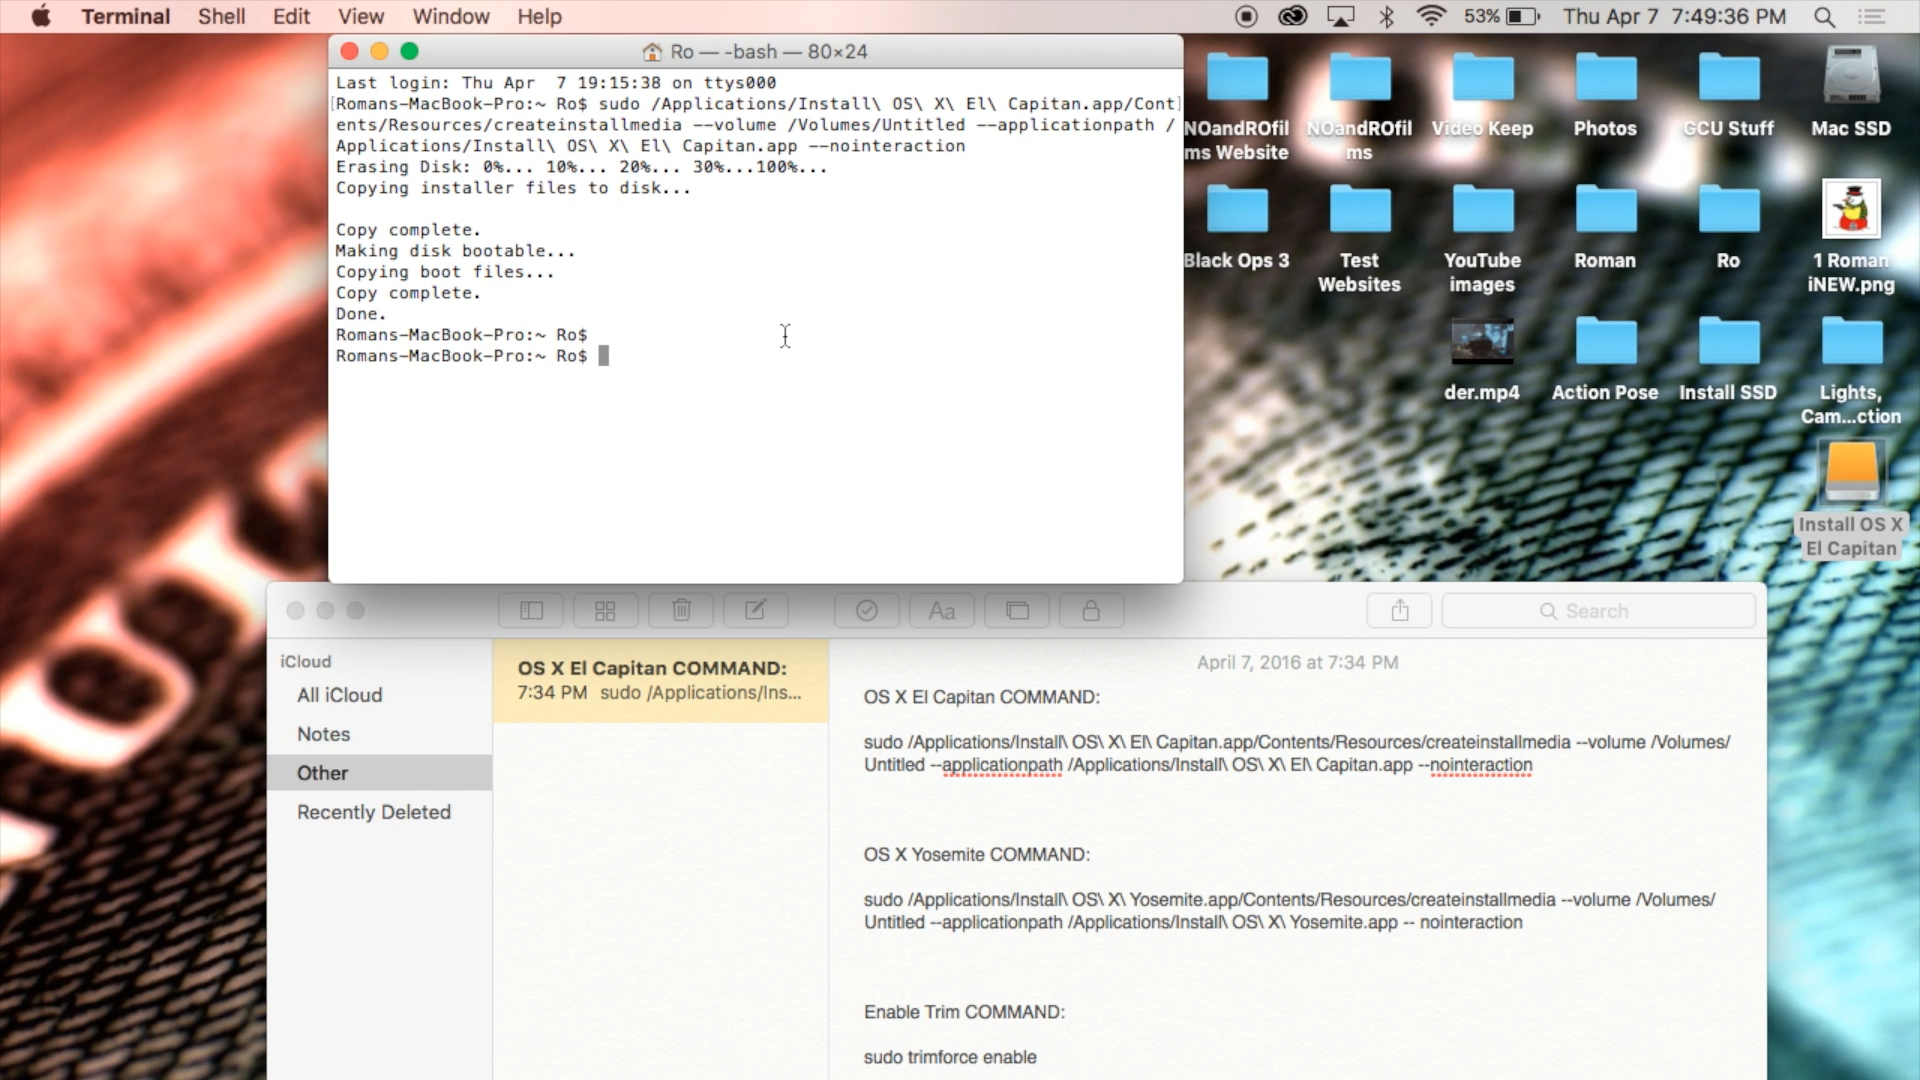 Terminal Shell Edit View Window Help 53% Thu Apr 7 7:49:36 PM
Ro — -bash — 80×24
Last login: Thu Apr  7 19:15:38 on ttys000
[Romans-MacBook-Pro:~ Ro$ sudo /Applications/Install\ OS\ X\ El\ Capitan.app/Cont]
ents/Resources/createinstallmedia --volume /Volumes/Untitled --applicationpath /
Applications/Install\ OS\ X\ El\ Capitan.app --nointeraction
Erasing Disk: 0%... 10%... 20%... 30%...100%...
Copying installer files to disk...
Copy complete.
Making disk bootable...
Copying boot files...
Copy complete.
Done.
Romans-MacBook-Pro:~ Ro$
Romans-MacBook-Pro:~ Ro$
NOandROfil
ms Website
NOandROfil
ms
Video Keep
Photos
GCU Stuff
Mac SSD
Black Ops 3
Test
Websites
YouTube
images
Roman
Ro
1 Roman
iNEW.png
der.mp4
Action Pose
Install SSD
Lights,
Cam...ction
Install OS X
El Capitan
Aa
Search
iCloud
All iCloud
Notes
Other
Recently Deleted
OS X El Capitan COMMAND:
7:34 PM sudo /Applications/Ins...
April 7, 2016 at 7:34 PM
OS X El Capitan COMMAND:
sudo /Applications/Install\ OS\ X\ El\ Capitan.app/Contents/Resources/createinstallmedia --volume /Volumes/
Untitled --applicationpath /Applications/Install\ OS\ X\ El\ Capitan.app --nointeraction
OS X Yosemite COMMAND:
sudo /Applications/Install\ OS\ X\ Yosemite.app/Contents/Resources/createinstallmedia --volume /Volumes/
Untitled --applicationpath /Applications/Install\ OS\ X\ Yosemite.app -- nointeraction
Enable Trim COMMAND:
sudo trimforce enable